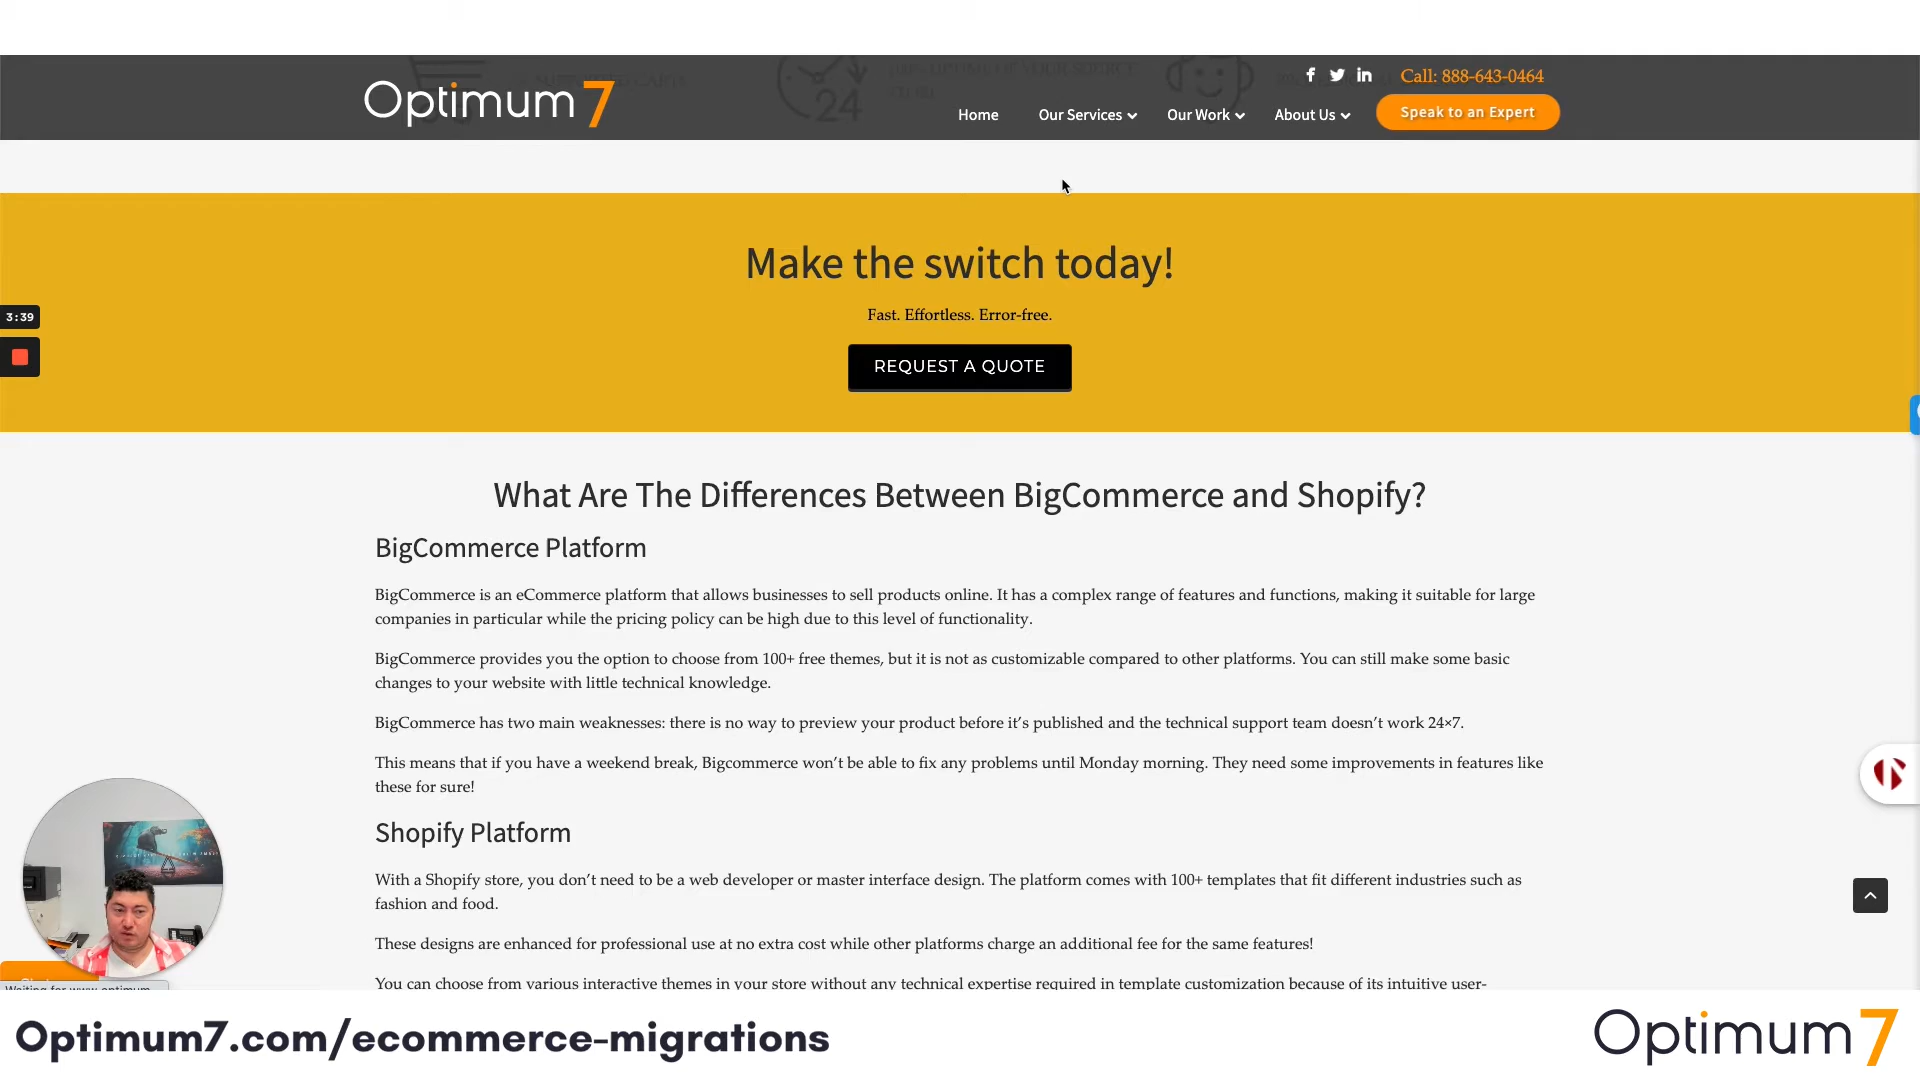 Optimum7
Call: 888-643-0464
Home
Our Services
Our Work
About Us
Speak to an Expert
24
Make the switch today!
Fast. Effortless. Error-free.
REQUEST A QUOTE
3:39
What Are The Differences Between BigCommerce and Shopify?
BigCommerce Platform
BigCommerce is an eCommerce platform that allows businesses to sell products online. It has a complex range of features and functions, making it suitable for large
companies in particular while the pricing policy can be high due to this level of functionality.
BigCommerce provides you the option to choose from 100+ free themes, but it is not as customizable compared to other platforms. You can still make some basic
changes to your website with little technical knowledge.
BigCommerce has two main weaknesses: there is no way to preview your product before it’s published and the technical support team doesn’t work 24×7.
This means that if you have a weekend break, Bigcommerce won’t be able to fix any problems until Monday morning. They need some improvements in features like
these for sure!
Shopify Platform
With a Shopify store, you don’t need to be a web developer or master interface design. The platform comes with 100+ templates that fit different industries such as
fashion and food.
These designs are enhanced for professional use at no extra cost while other platforms charge an additional fee for the same features!
You can choose from various interactive themes in your store without any technical expertise required in template customization because of its intuitive user-
Waiting for www.optimum
Optimum7.com/ecommerce-migrations
Optimum7